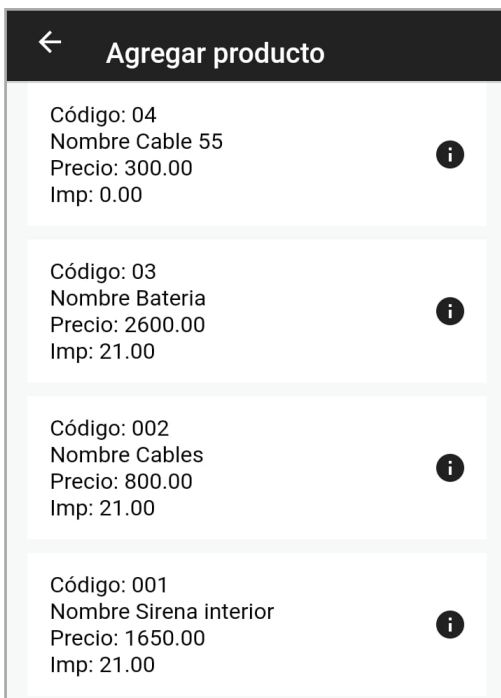 Agregar producto
Código: 04
Nombre Cable 55
Precio: 300.00
Imp: 0.00
Código: 03
Nombre Bateria
Precio: 2600.00
Imp: 21.00
Código: 002
Nombre Cables
Precio: 800.00
Imp: 21.00
Código: 001
Nombre Sirena interior
Precio: 1650.00
Imp: 21.00